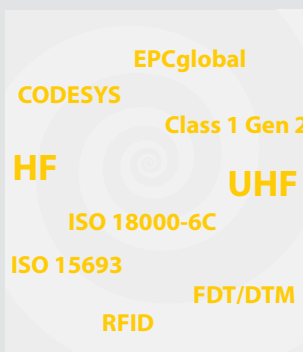 EPCglobal
CODESYS
Class 1 Gen 2
HF
UHF
ISO 18000-6C
ISO 15693
FDT/DTM
RFID